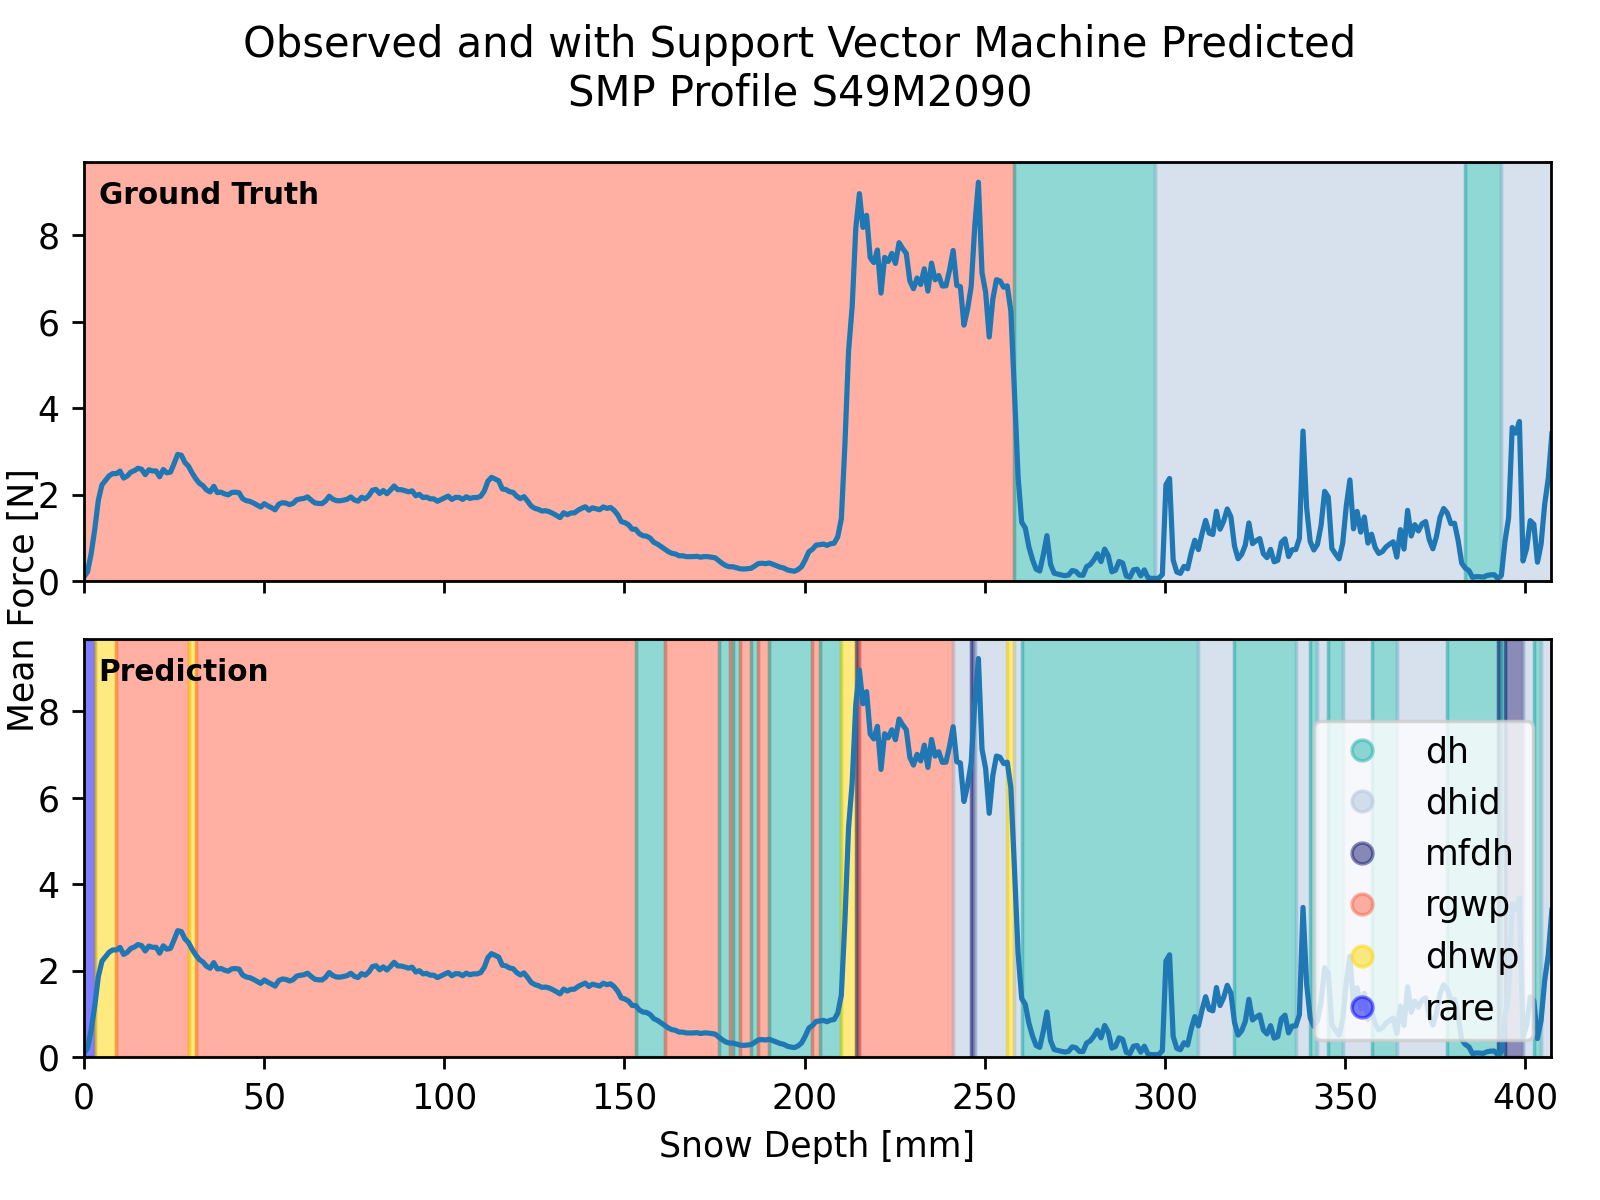 Observed and with Support Vector Machine Predicted
SMP Profile S49M2090
Ground Truth
8
6
4
2
0
Mean Force [N]
Prediction
8
6
4
2
0
dh
dhid
mfdh
rgwp
dhwp
rare
0 50 100 150 200 250 300 350 400
Snow Depth [mm]